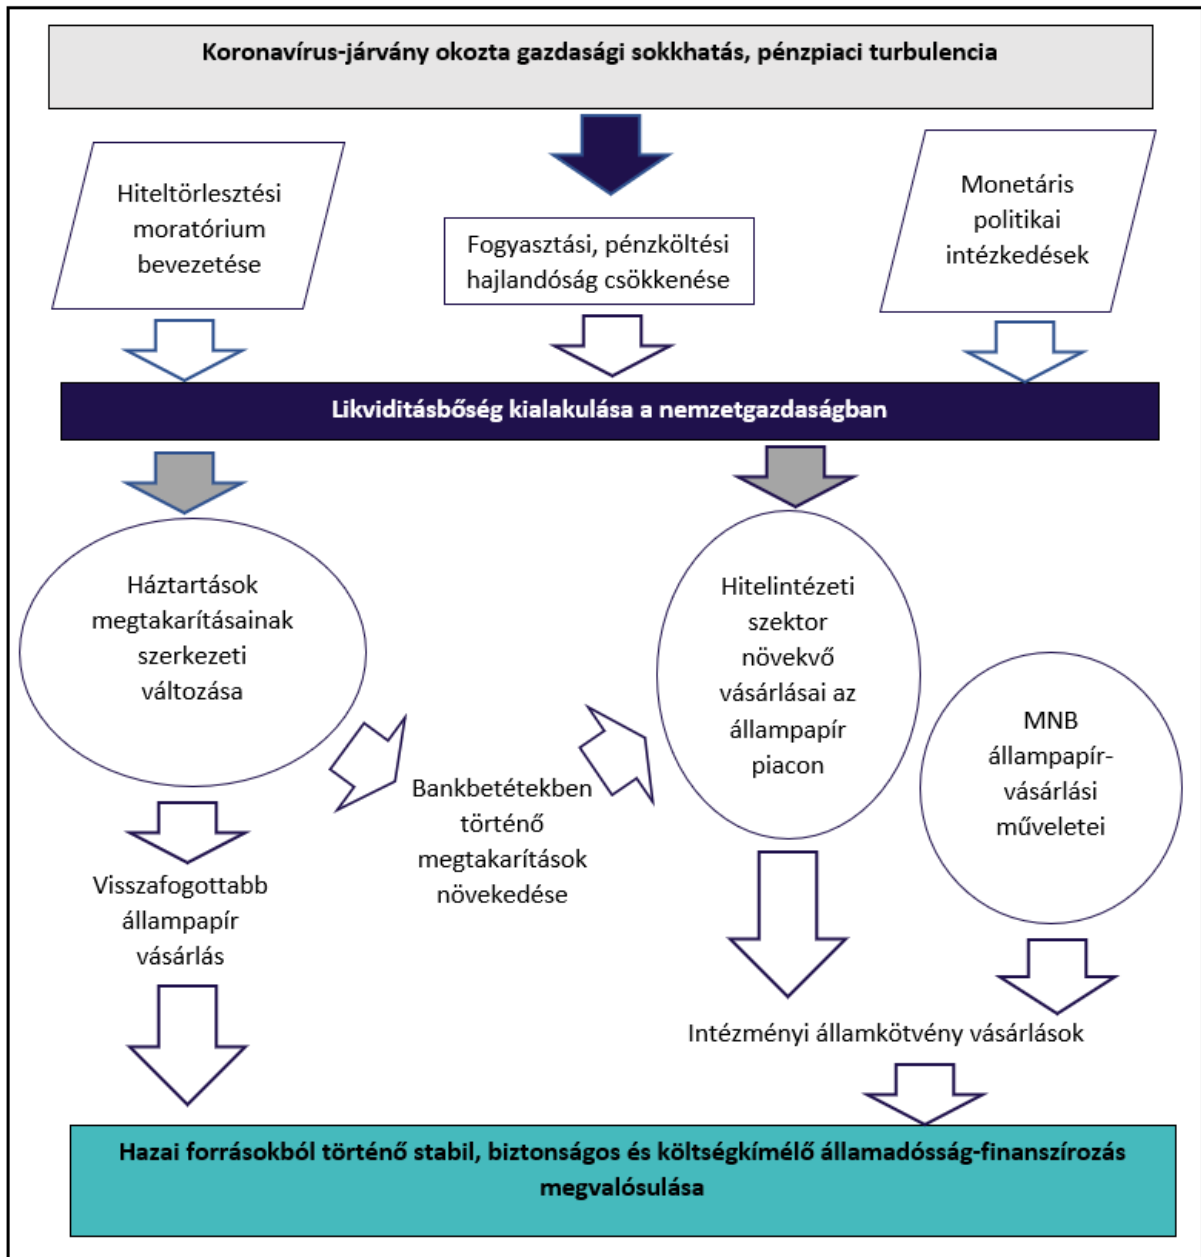 Koronavírus-járvány okozta gazdasági sokkhatás, pénzpiaci turbulencia
Hiteltörlesztési
moratórium
bevezetése
Fogyasztási, pénzköltési
hajlandóság csökkenése
Monetáris
politikai
intézkedések
Likviditásbőség kialakulása a nemzetgazdaságban
Háztartások
megtakarításainak
szerkezeti
változása
Hitelintézeti
szektor
növekvő
vásárlásai az
állampapír
piacon
MNB
állampapír-
vásárlási
műveletei
Bankbetétekben
történő
megtakarítások
növekedése
Visszafogottabb
állampapír
vásárlás
Intézményi államkötvény vásárlások
Hazai forrásokból történő stabil, biztonságos és költségkímélő államadósság-finanszírozás
megvalósulása